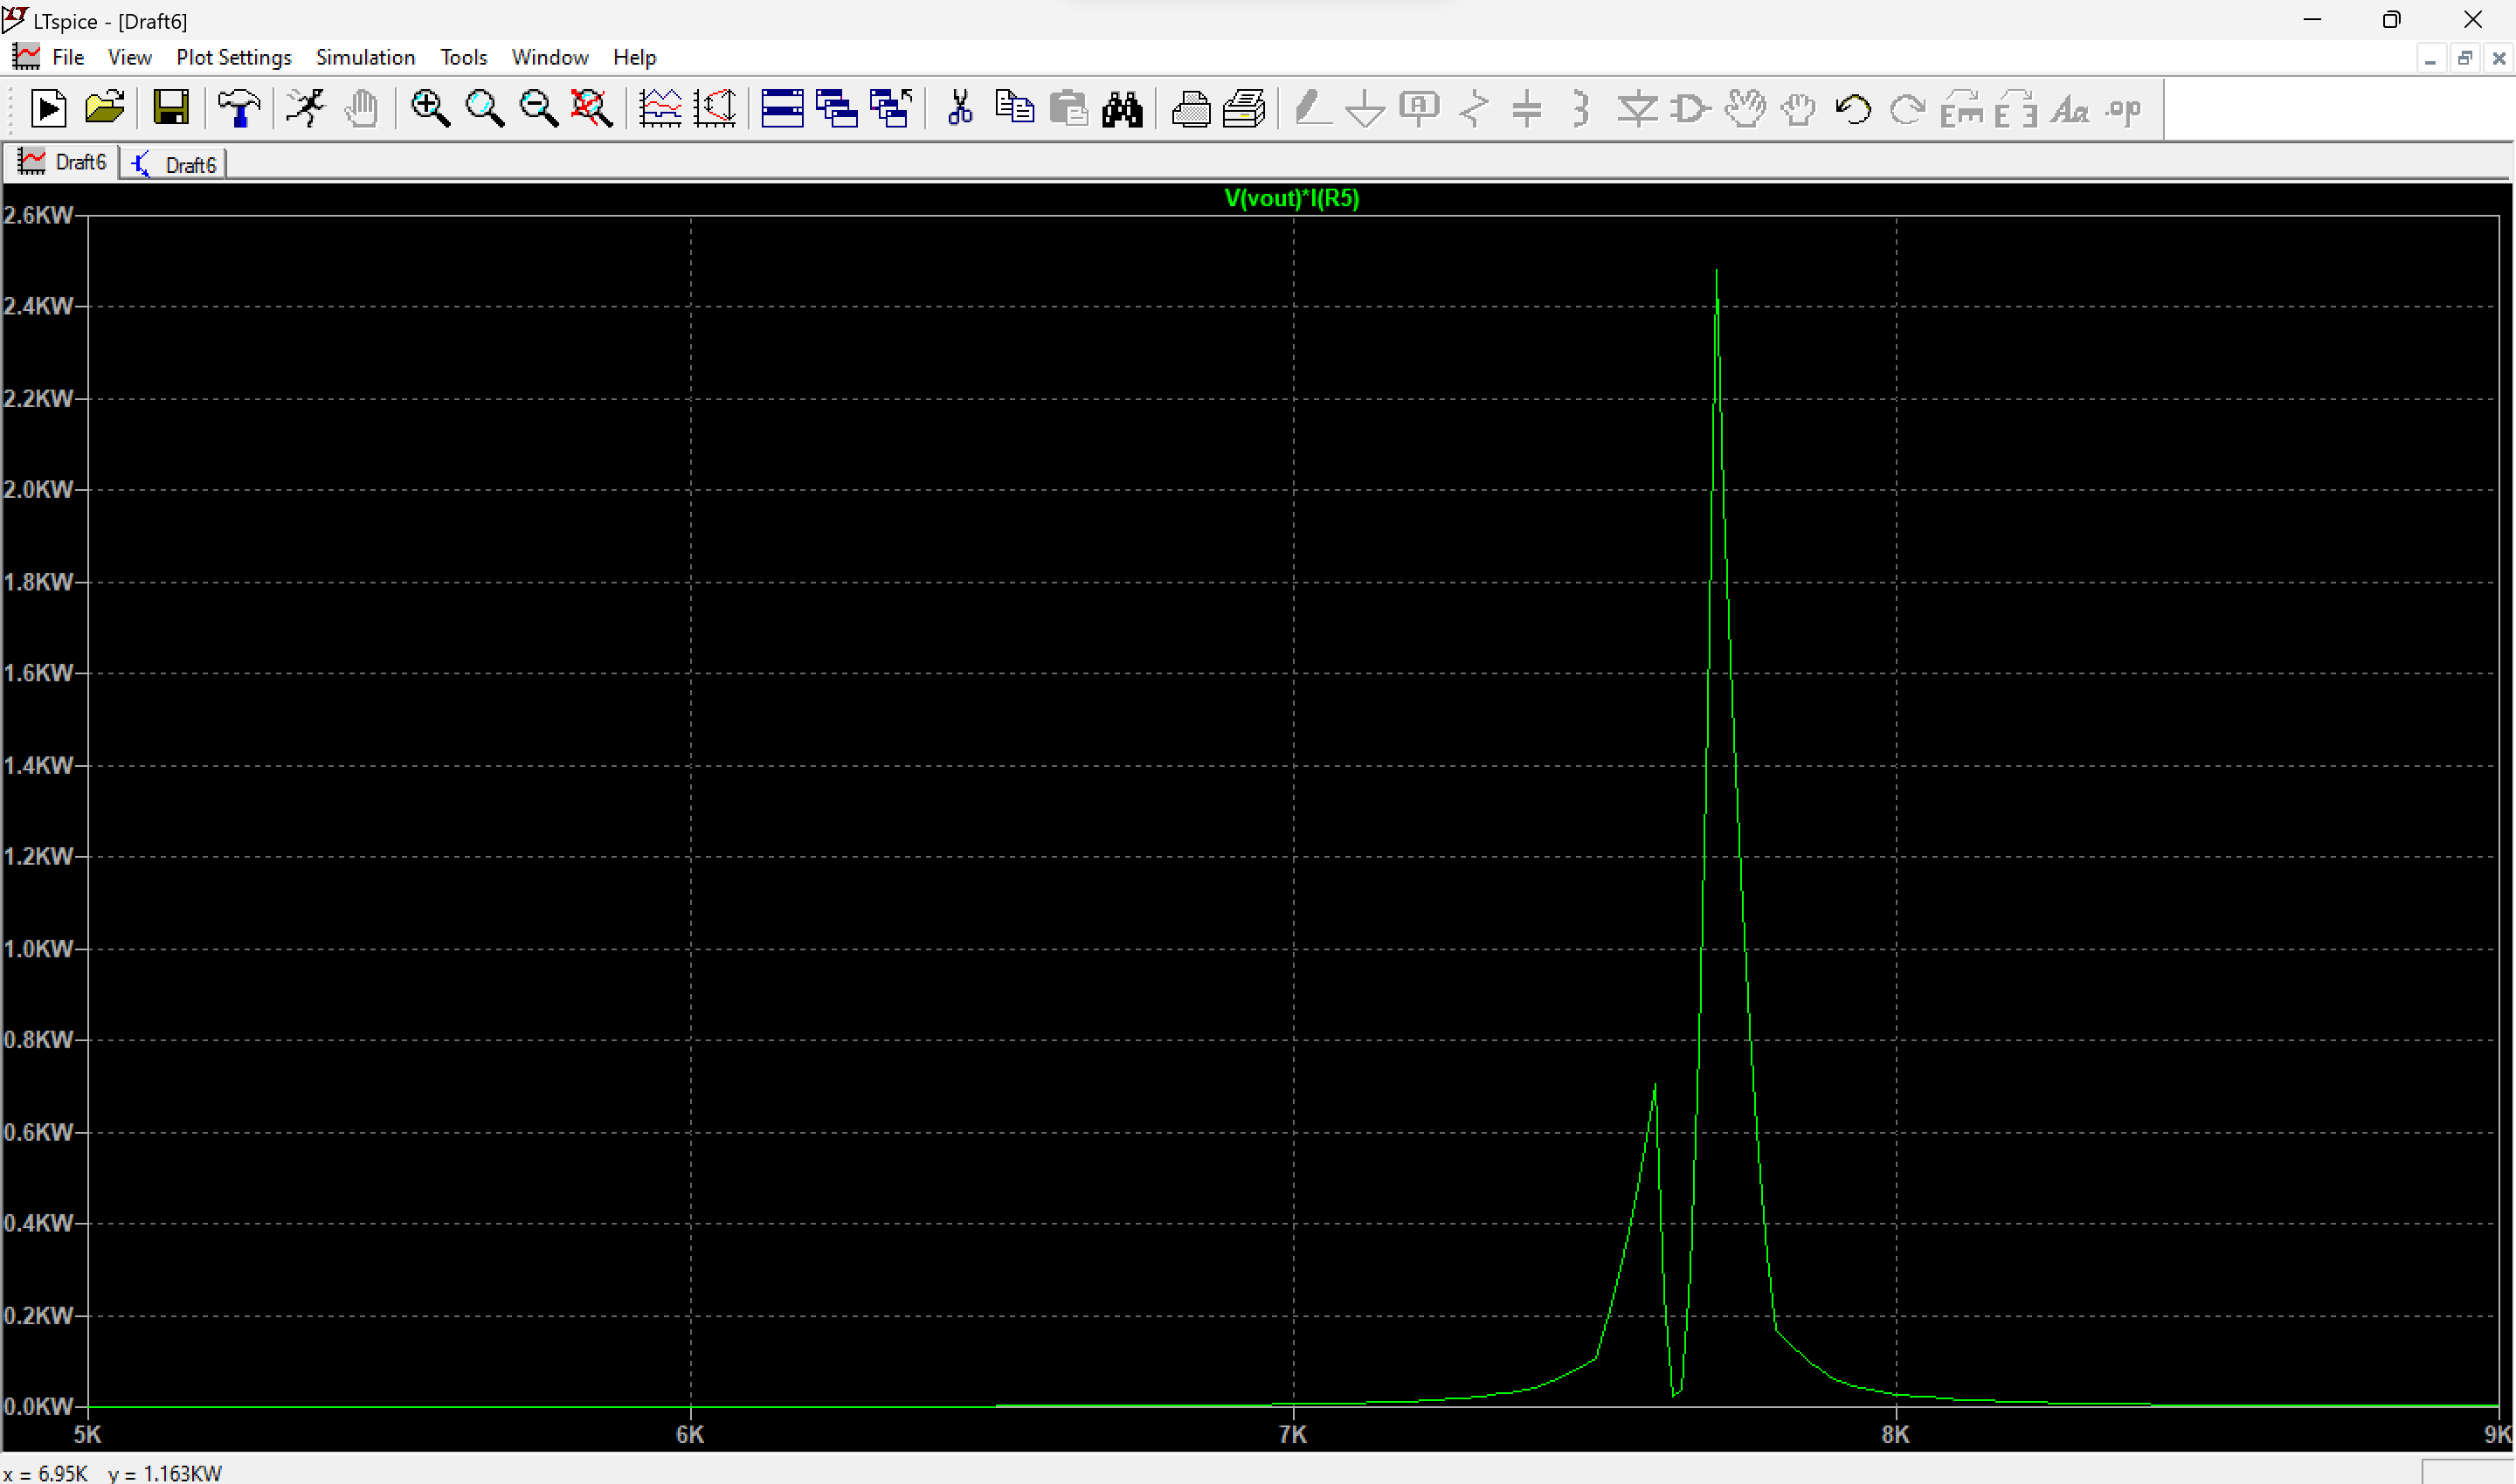 LTspice - [Draft6]
File View Plot Settings Simulation Tools Window Help
Aa .op
Draft6 Draft6
V(vout)*I(R5)
2.6KW
2.4KW
2.2KW
2.0KW
1.8KW
1.6KW
1.4KW
1.2KW
1.0KW
0.8KW
0.6KW
0.4KW
0.2KW
0.0KW
5K 6K 7K 8K 9K
x = 6.95K y = 1.163KW